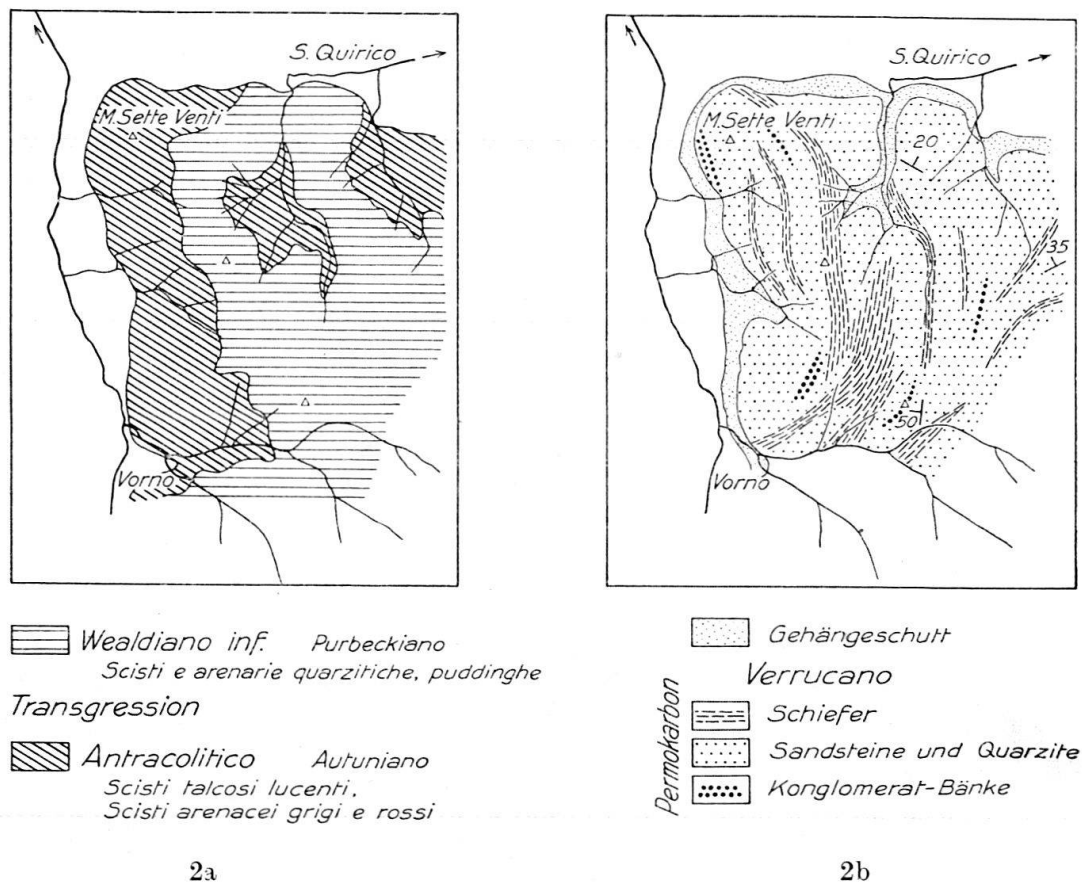 S. Quirico
M. Sette Venti
Vorno
Wealdiano inf. Purbeckiano
Scisti e arenarie quarzitiche, puddinghe
Transgression
Antracolitico Autuniano
Scisti talcosi lucenti,
Scisti arenacei grigi e rossi
2a
S. Quirico
M. Sette Venti
20
35
50
Vorno
Gehängeschutt
Verrucano
Permokarbon
Schiefer
Sandsteine und Quarzite
Konglomerat-Bänke
2b